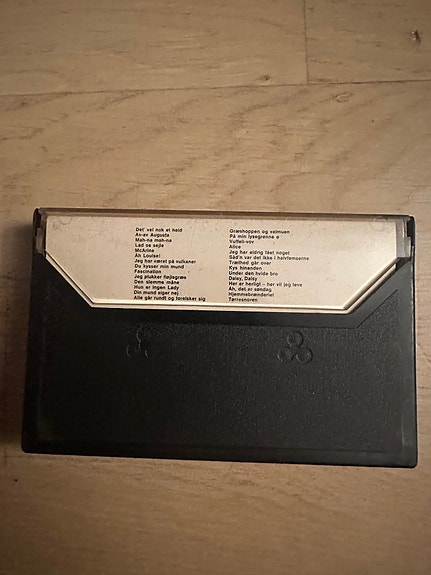 Det' vel nok et held
Av-av Augusta
Mah-na mah-na
Lad os sejle
McArine
Åh Louise!
Jeg har været på vulkaner
Du kysser min mund
Fascination
Jeg plukker fløjlsgræs
Den slemme måne
Hun er ingen Lady
Din mund siger nej
Alle går rundt og forelsker sig
Græshoppen og valmuen
På min lysegrønne ø
Vuffeli-vov
Alice
Jeg har aldrig fået noget
Såd'n var det ikke i halvfemserne
Træthed går over
Kys hinanden
Under den hvide bro
Daisy, Daisy
Her er herligt – her vil jeg leve
Åh, det er søndag
Hjemmebrænderiet
Tørresnoren